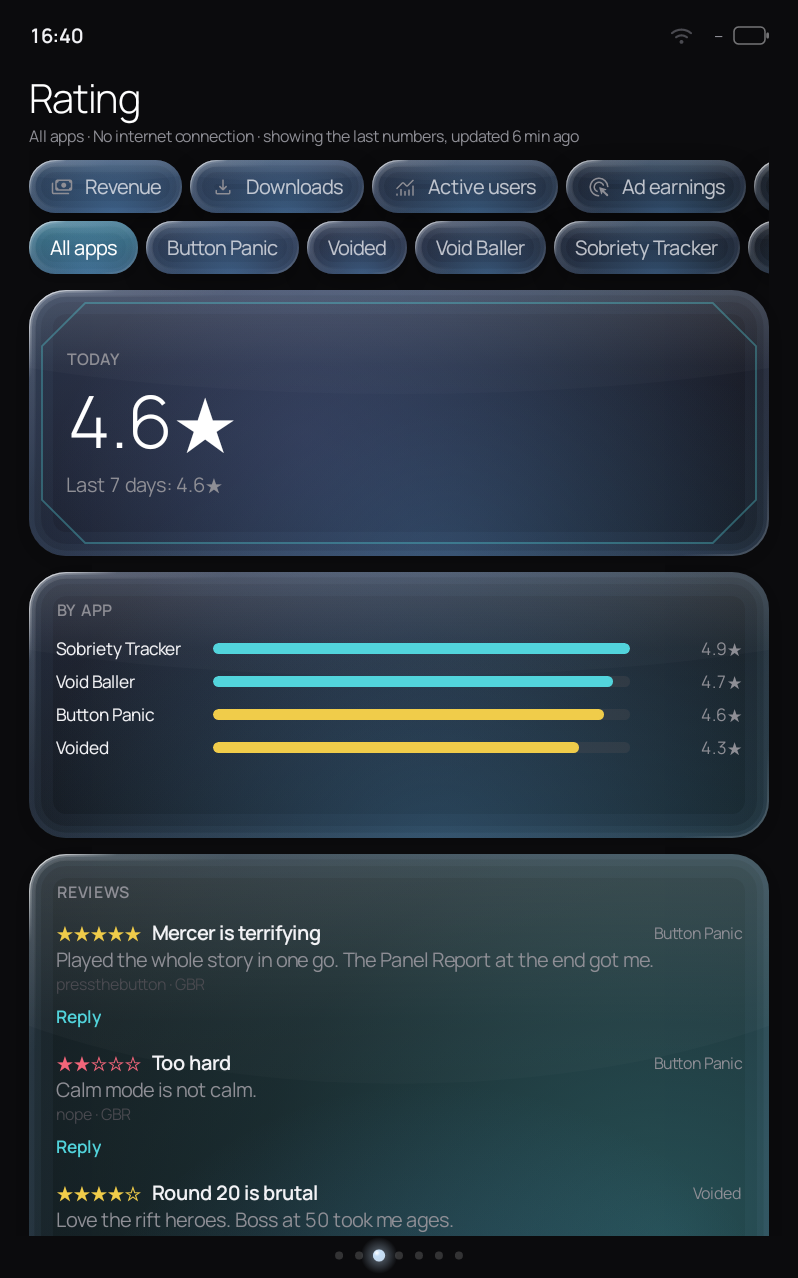 16:40
Rating
All apps · No internet connection · showing the last numbers, updated 6 min ago
Revenue Downloads Active users Ad earnings
All apps Button Panic Voided Void Baller Sobriety Tracker
TODAY
4.6★
Last 7 days: 4.6★
BY APP
Sobriety Tracker 4.9★
Void Baller 4.7★
Button Panic 4.6★
Voided 4.3★
REVIEWS
★★★★★ Mercer is terrifying Button Panic
Played the whole story in one go. The Panel Report at the end got me.
pressthebutton · GBR
Reply
★★☆☆☆ Too hard Button Panic
Calm mode is not calm.
nope · GBR
Reply
★★★★☆ Round 20 is brutal Voided
Love the rift heroes. Boss at 50 took me ages.